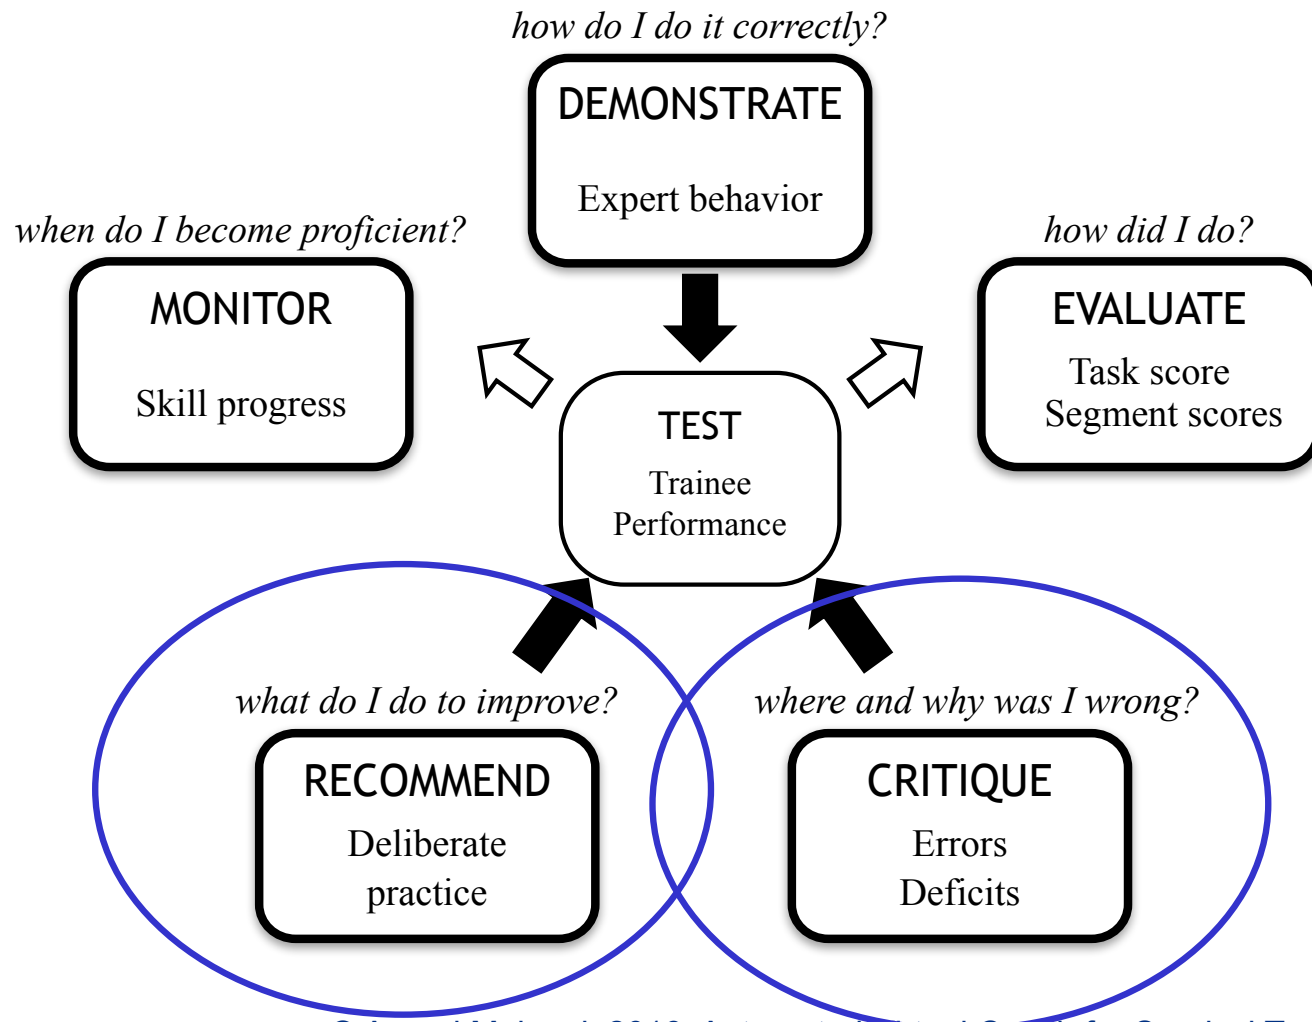 how do I do it correctly?
DEMONSTRATE
Expert behavior
when do I become proficient?
MONITOR
Skill progress
how did I do?
EVALUATE
Task score
Segment scores
TEST
Trainee
Performance
what do I do to improve?
RECOMMEND
Deliberate
practice
where and why was I wrong?
CRITIQUE
Errors
Deficits